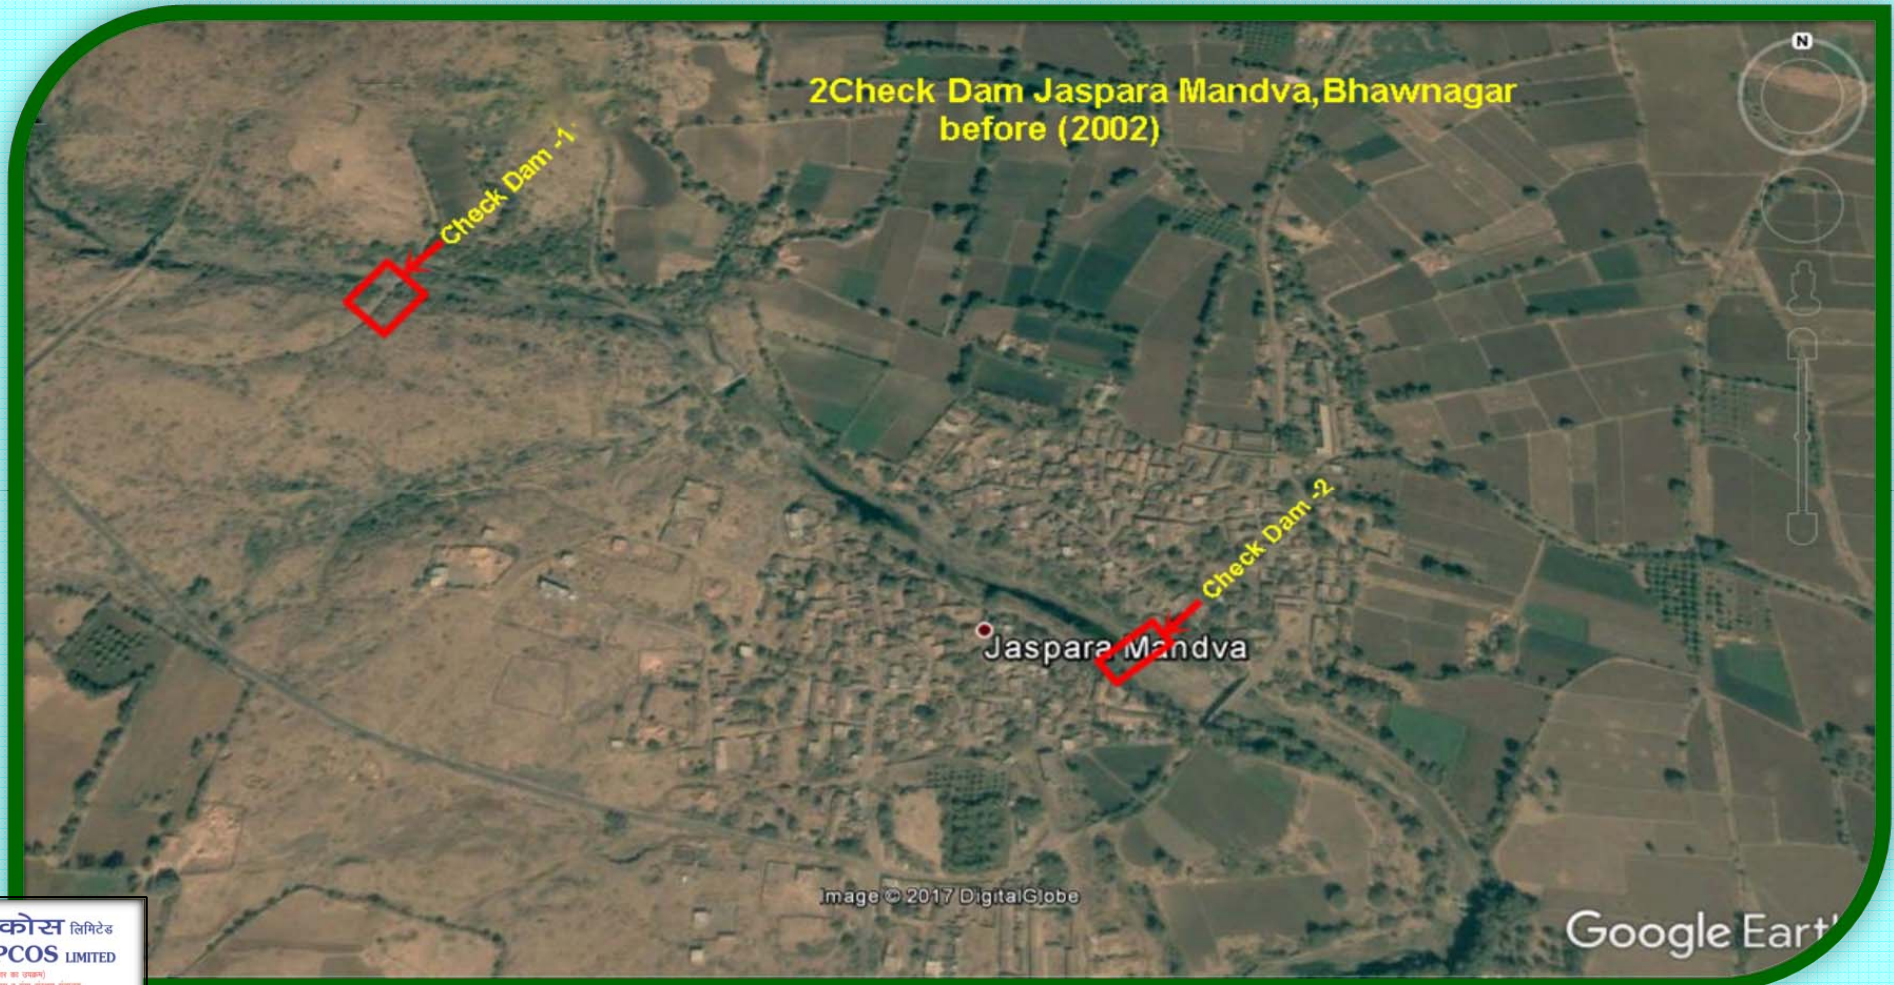 2Check Dam Jaspara Mandva,Bhawnagar
before (2002)
N
Check Dam -1
Check Dam -2
Jaspara Mandva
Image © 2017 DigitalGlobe
Google Eart
कोस लिमिटेड
PCOS LIMITED